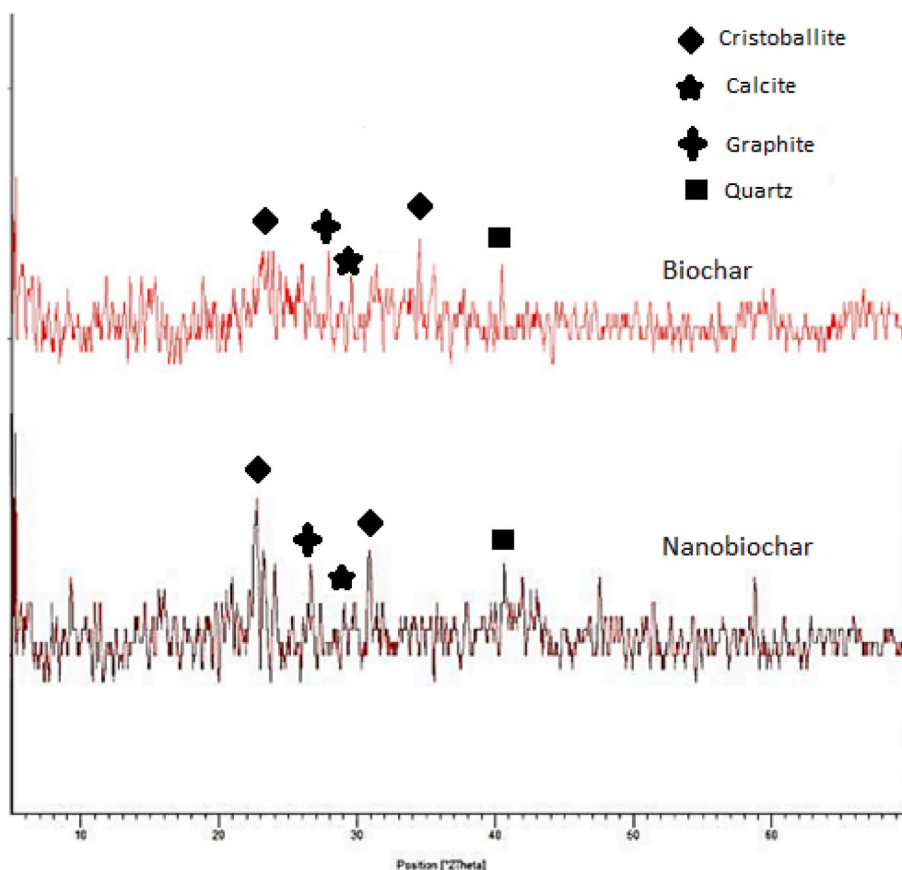 Cristoballite
Calcite
Graphite
Quartz
Biochar
Nanobiochar
10 20 30 40 50 60
Position [°2Theta]